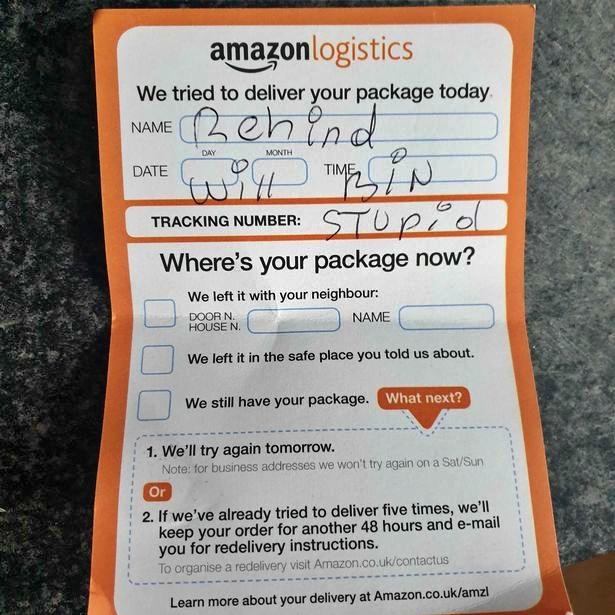 amazonlogistics
We tried to deliver your package today.
NAME Behind
DAY MONTH
DATE Will TIME BiN
TRACKING NUMBER: STUpid
Where's your package now?
We left it with your neighbour:
DOOR N. NAME
HOUSE N.
We left it in the safe place you told us about.
We still have your package. What next?
1. We'll try again tomorrow.
Note: for business addresses we won't try again on a Sat/Sun
Or
2. If we've already tried to deliver five times, we'll
keep your order for another 48 hours and e-mail
you for redelivery instructions.
To organise a redelivery visit Amazon.co.uk/contactus
Learn more about your delivery at Amazon.co.uk/amzl